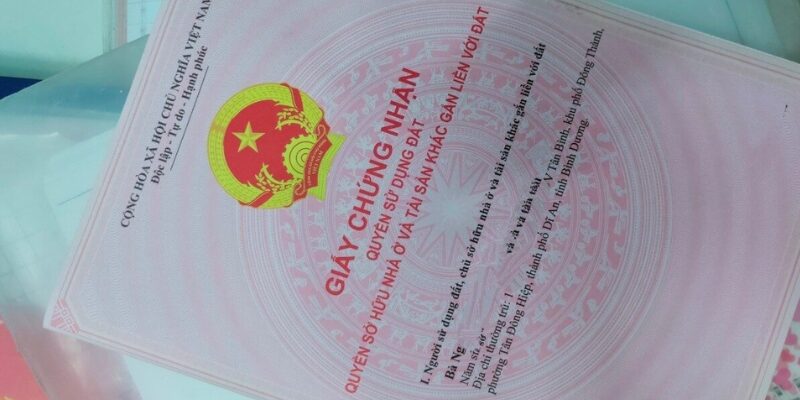 CỘNG HÒA XÃ HỘI CHỦ NGHĨA VIỆT NAM
Độc lập - Tự do - Hạnh phúc
GIẤY CHỨNG NHẬN
QUYỀN SỬ DỤNG ĐẤT
QUYỀN SỞ HỮU NHÀ Ở VÀ TÀI SẢN KHÁC GẮN LIỀN VỚI ĐẤT
I. Người sử dụng đất, chủ sở hữu nhà ở và tài sản khác gắn liền với đất
Bà Ng
Năm
Địa chỉ thường trú: 1 V Tân Bình, khu phố Đông Thành,
phường Tân Đông Hiệp, thành phố Dĩ An, tỉnh Bình Dương.